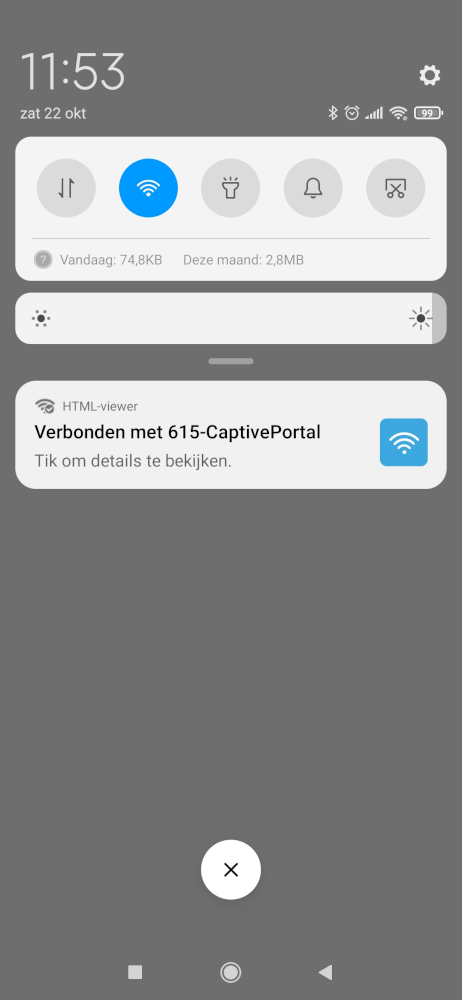 11:53
zat 22 okt
99
Vandaag: 74,8KB Deze maand: 2,8MB
HTML-viewer
Verbonden met 615-CaptivePortal
Tik om details te bekijken.